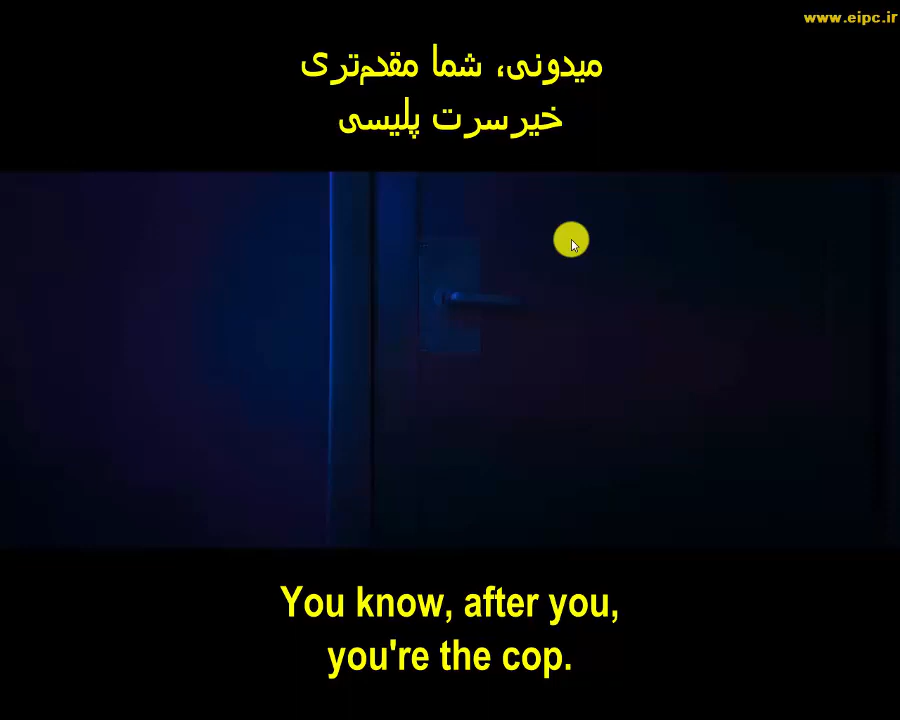 www.eipc.ir
میدونی، شما مقدم‌تری
خیرسرت پلیسی
You know, after you,
you're the cop.